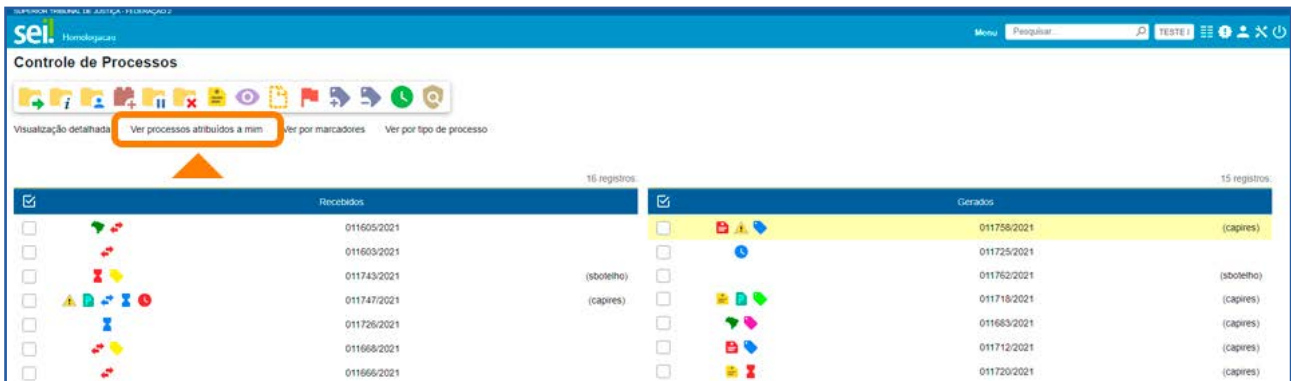 SUPERIOR TRIBUNAL DE JUSTIÇA - FEDERAÇÃO 2
sei! Homologacao Menu Pesquisar... TESTE I
Controle de Processos
Visualização detalhada Ver processos atribuídos a mim Ver por marcadores Ver por tipo de processo
16 registros: 15 registros:
Recebidos Gerados
011605/2021 011758/2021 (capires)
011603/2021 011725/2021
011743/2021 (sbotelho) 011762/2021 (sbotelho)
011747/2021 (capires) 011718/2021 (capires)
011726/2021 011683/2021 (capires)
011668/2021 011712/2021 (capires)
011666/2021 011720/2021 (capires)